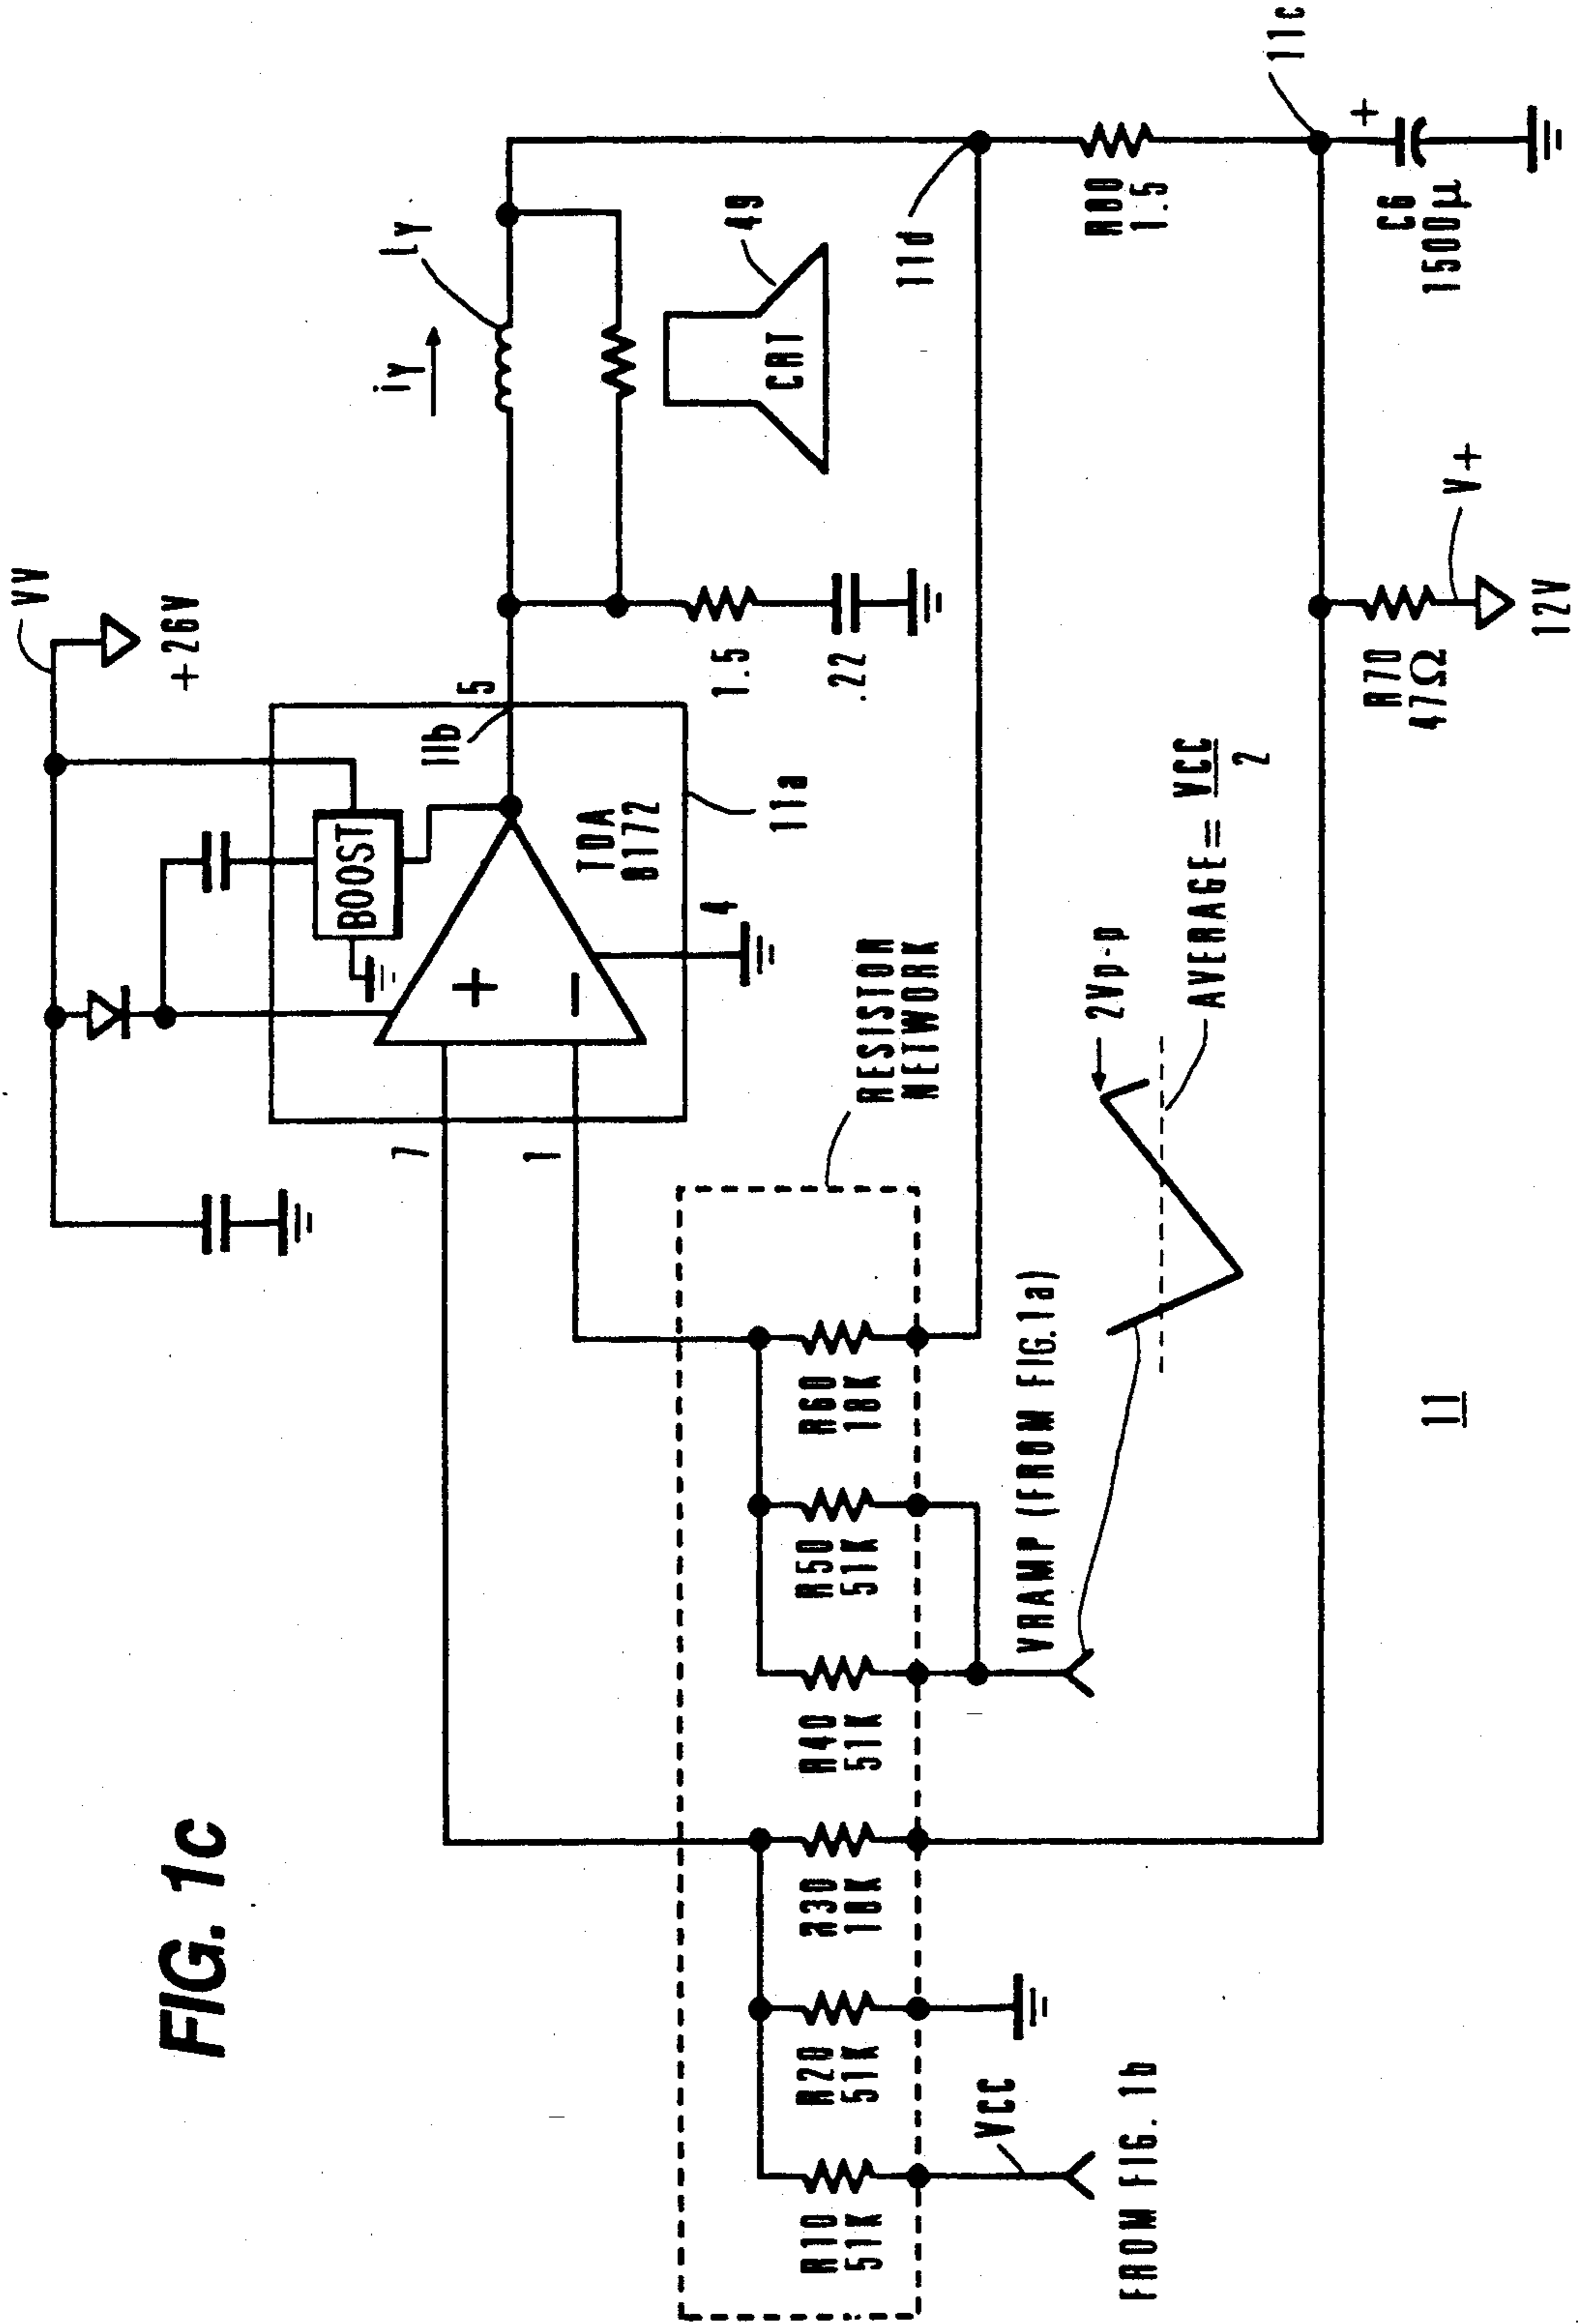 FIG. 1c
VV
+26V
BOOST
+
−
TDA
8172
11a
4
7
1
5
11b
iY
LY
CRT
49
1.5
.22
RESISTOR
NETWORK
R10
51K
R20
51K
R30
18K
R40
51K
R50
51K
R60
18K
VCC
FROM FIG. 1b
VRAMP (FROM FIG.1a)
2Vp-p
AVERAGE = VCC
2
11d
R80
1.5
11c
+
C6
1500µ
R70
47Ω
V+
12V
11